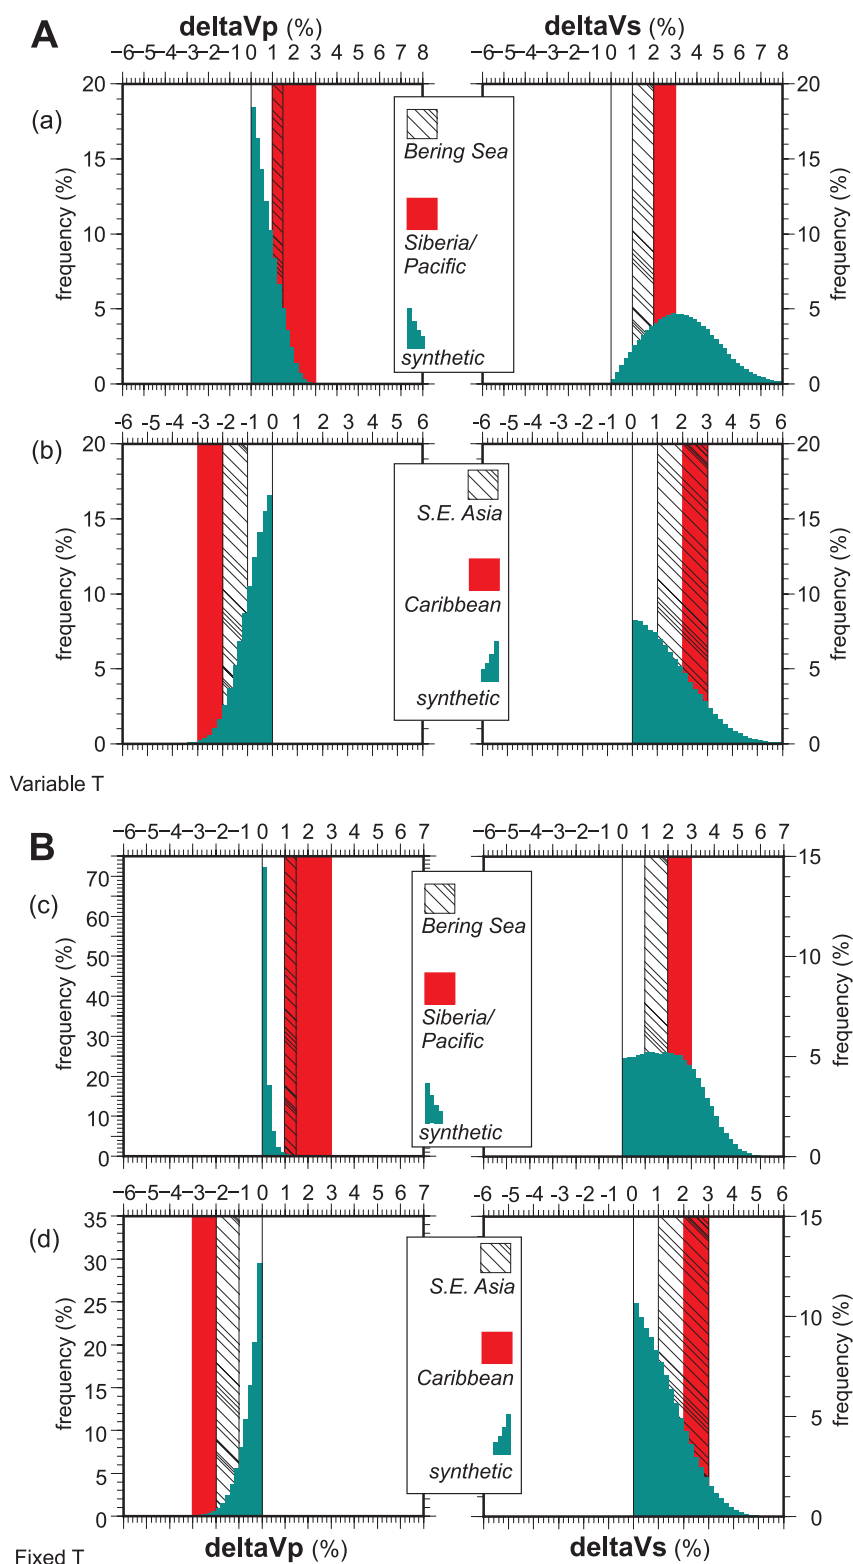 A
deltaVp (%)
deltaVs (%)
−6−5−4−3−2−1 0 1 2 3 4 5 6 7 8
-6 -5 -4 -3 -2 -1 0 1 2 3 4 5 6 7 8
(a)
20
15
10
5
0
frequency (%)
Bering Sea
Siberia/
Pacific
synthetic
20
15
10
5
0
frequency (%)
-6 -5 -4 -3 -2 -1 0 1 2 3 4 5 6
-6 -5 -4 -3 -2 -1 0 1 2 3 4 5 6
(b)
20
15
10
5
0
frequency (%)
S.E. Asia
Caribbean
synthetic
20
15
10
5
0
frequency (%)
Variable T
B
−6−5−4−3−2−1 0 1 2 3 4 5 6 7
−6−5−4−3−2−1 0 1 2 3 4 5 6 7
(c)
70
60
50
40
30
20
10
0
frequency (%)
Bering Sea
Siberia/
Pacific
synthetic
15
10
5
0
frequency (%)
−6−5−4−3−2−1 0 1 2 3 4 5 6 7
-6 -5 -4 -3 -2 -1 0 1 2 3 4 5 6
(d)
35
30
25
20
15
10
5
0
frequency (%)
S.E. Asia
Caribbean
synthetic
15
10
5
0
frequency (%)
Fixed T
deltaVp (%)
deltaVs (%)